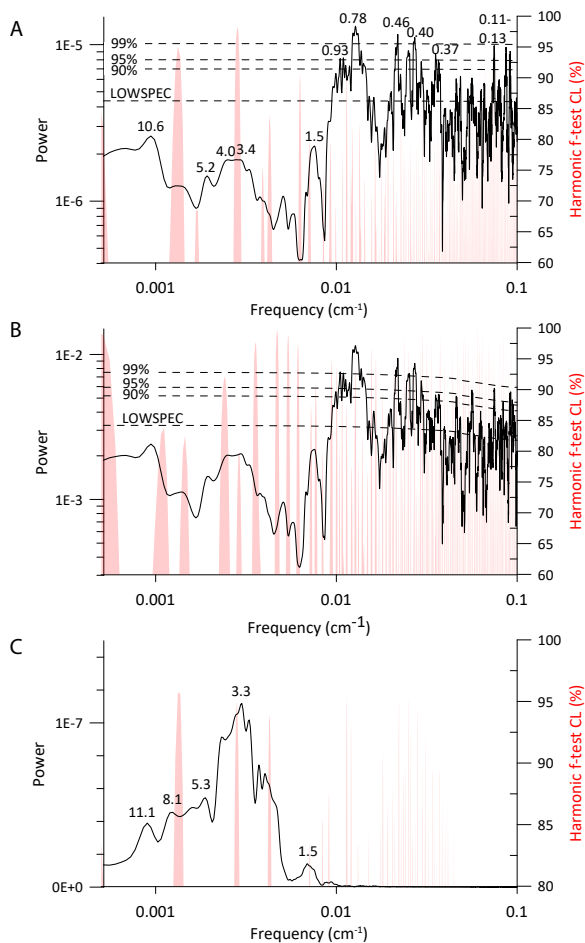 A
0.78
0.11-
0.13
0.46
0.40
0.37
0.93
99%
95%
90%
LOWSPEC
10.6
5.2
4.0
3.4
1.5
1E-5
1E-6
Power
100
95
90
85
80
75
70
65
60
Harmonic f-test CL (%)
0.001
0.01
0.1
Frequency (cm-1)
B
99%
95%
90%
LOWSPEC
1E-2
1E-3
Power
100
95
90
85
80
75
70
65
60
Harmonic f-test CL (%)
0.001
0.01
0.1
Frequency (cm-1)
C
3.3
11.1
8.1
5.3
1.5
1E-7
0E+0
Power
100
95
90
85
80
Harmonic f-test CL (%)
0.001
0.01
0.1
Frequency (cm-1)